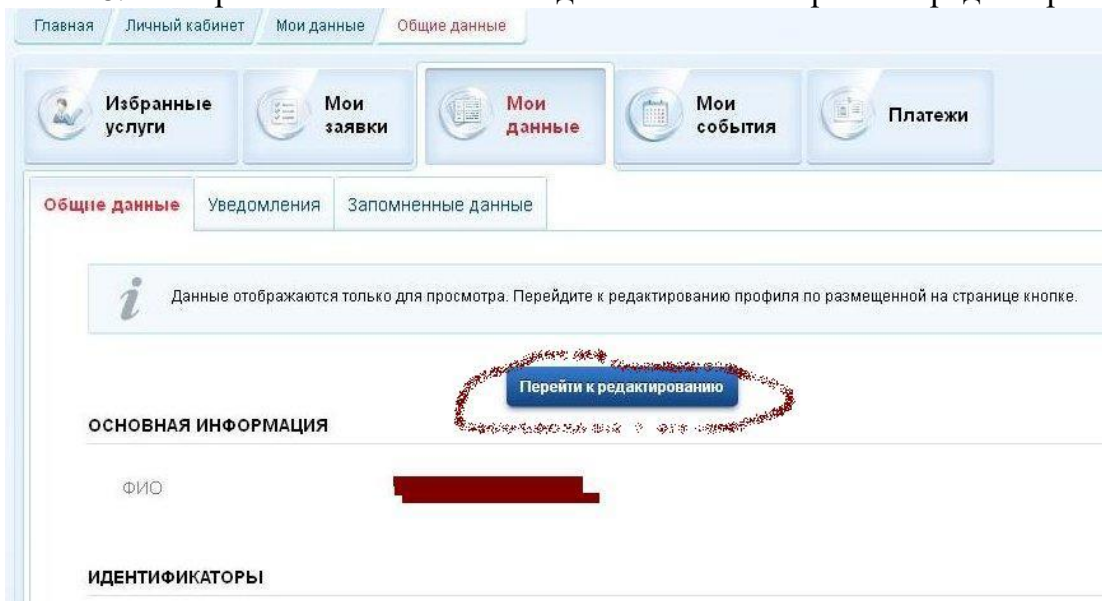 Главная Личный кабинет Мои данные Общие данные
Избранные услуги
Мои заявки
Мои данные
Мои события
Платежи
Общие данные Уведомления Запомненные данные
Данные отображаются только для просмотра. Перейдите к редактированию профиля по размещенной на странице кнопке.
Перейти к редактированию
ОСНОВНАЯ ИНФОРМАЦИЯ
ФИО
ИДЕНТИФИКАТОРЫ